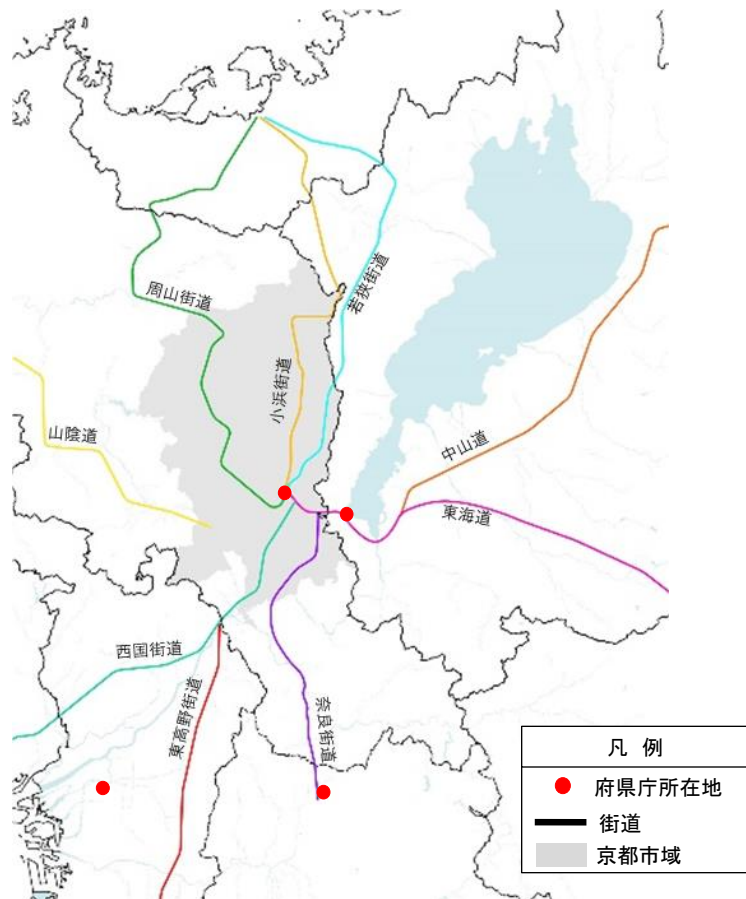 周山街道
若狭街道
小浜街道
山陰道
中山道
東海道
西国街道
東高野街道
奈良街道
凡 例
府県庁所在地
街道
京都市域